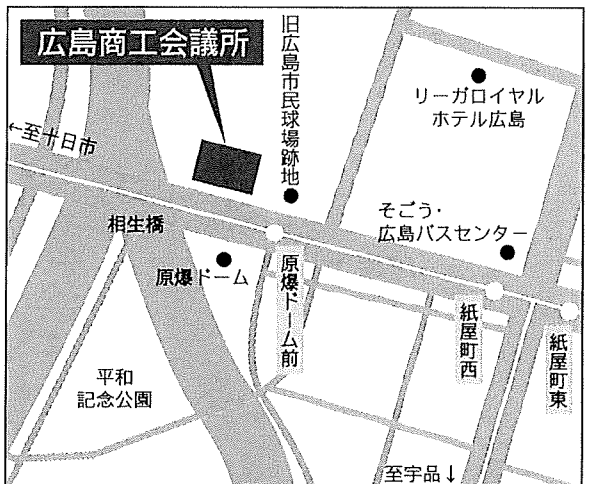 広島商工会議所
旧広島市民球場跡地
リーガロイヤル
ホテル広島
←至十日市
そごう・
広島バスセンター
相生橋
原爆ドーム
原爆ドーム前
紙屋町西
紙屋町東
平和
記念公園
至宇品↓